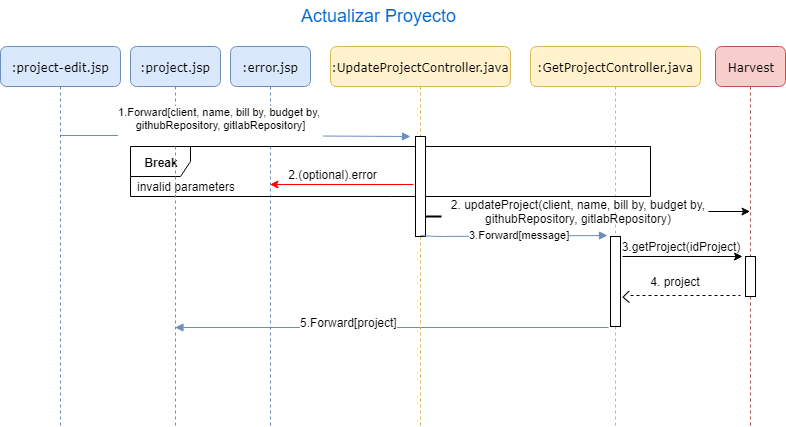 Actualizar Proyecto
:project-edit.jsp
:project.jsp
:error.jsp
:UpdateProjectController.java
:GetProjectController.java
Harvest
1.Forward[client, name, bill by, budget by,
githubRepository, gitlabRepository]
Break
2.(optional).error
invalid parameters
2. updateProject(client, name, bill by, budget by,
githubRepository, gitlabRepository)
3.Forward[message]
3.getProject(idProject)
4. project
5.Forward[project]